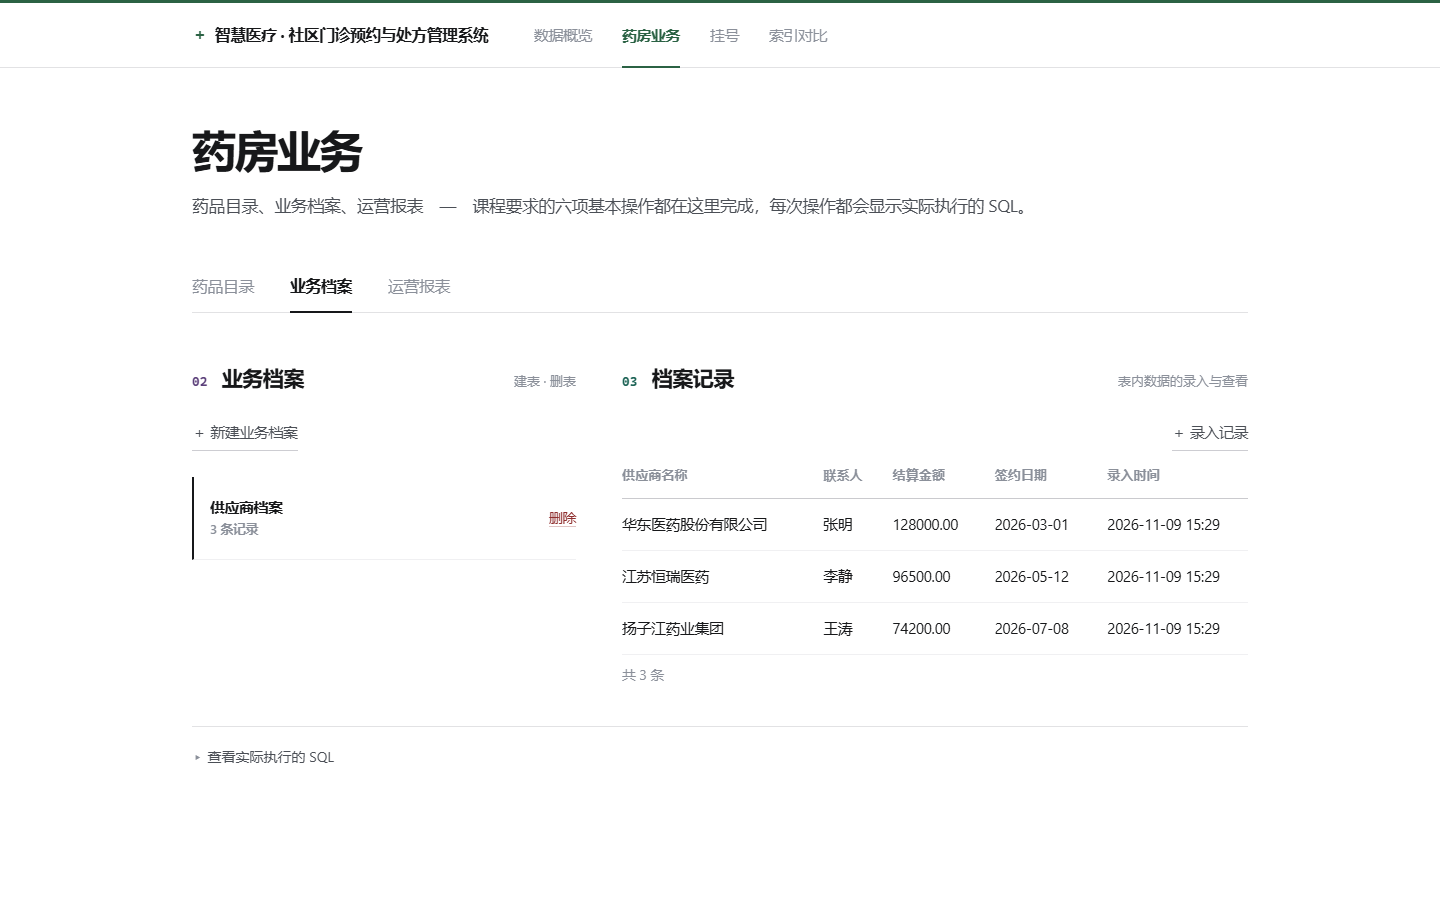 + 智慧医疗 · 社区门诊预约与处方管理系统 数据概览 药房业务 挂号 索引对比
药房业务
药品目录、业务档案、运营报表 — 课程要求的六项基本操作都在这里完成，每次操作都会显示实际执行的 SQL。
药品目录 业务档案 运营报表
02 业务档案 建表 · 删表
+ 新建业务档案
供应商档案
3 条记录
删除
03 档案记录 表内数据的录入与查看
+ 录入记录
供应商名称 联系人 结算金额 签约日期 录入时间
华东医药股份有限公司 张明 128000.00 2026-03-01 2026-11-09 15:29
江苏恒瑞医药 李静 96500.00 2026-05-12 2026-11-09 15:29
扬子江药业集团 王涛 74200.00 2026-07-08 2026-11-09 15:29
共 3 条
▸ 查看实际执行的 SQL